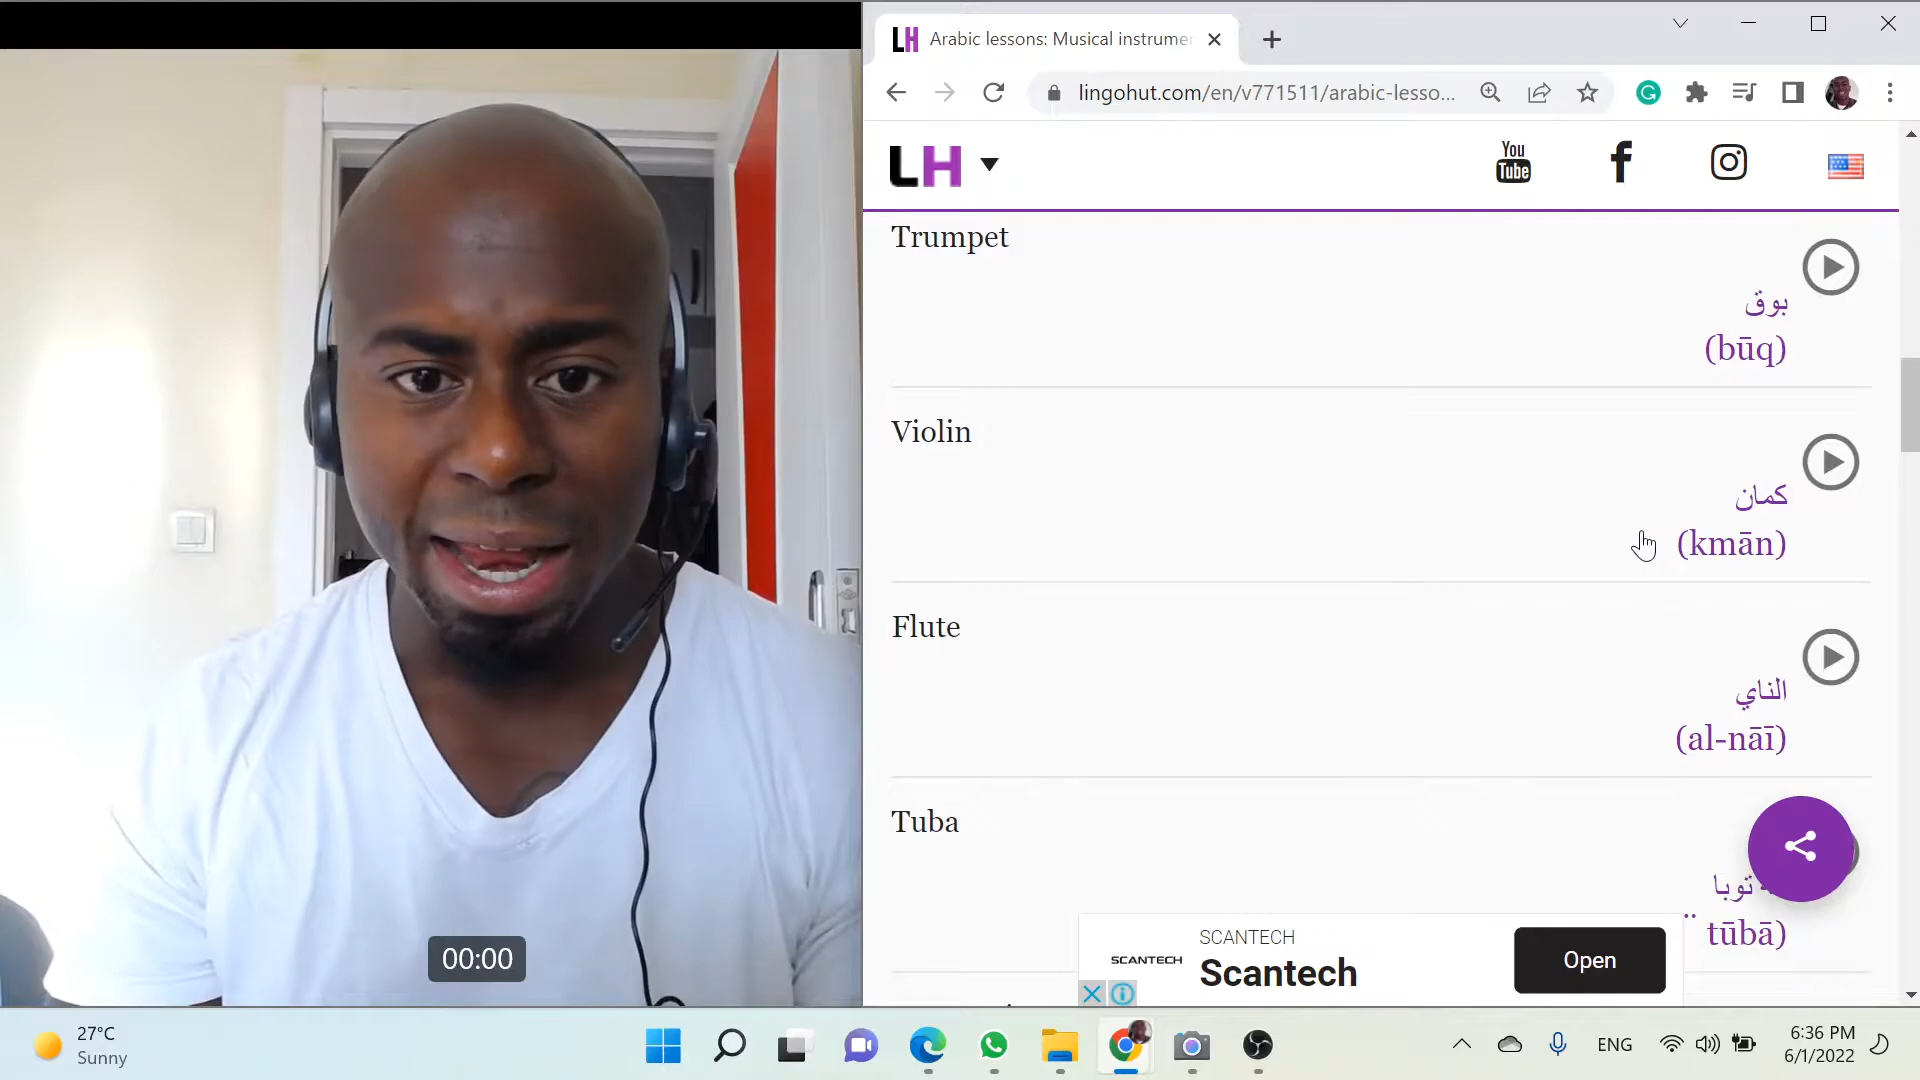 LH Arabic lessons: Musical instrume
lingohut.com/en/v771511/arabic-lesso...
LH
You Tube
Trumpet
بوق
(būq)
Violin
كمان
(kmān)
Flute
الناي
(al-nāī)
Tuba
توبا
tūbā)
SCANTECH
SCANTECH
Scantech
Open
00:00
27°C
Sunny
ENG
6:36 PM
6/1/2022